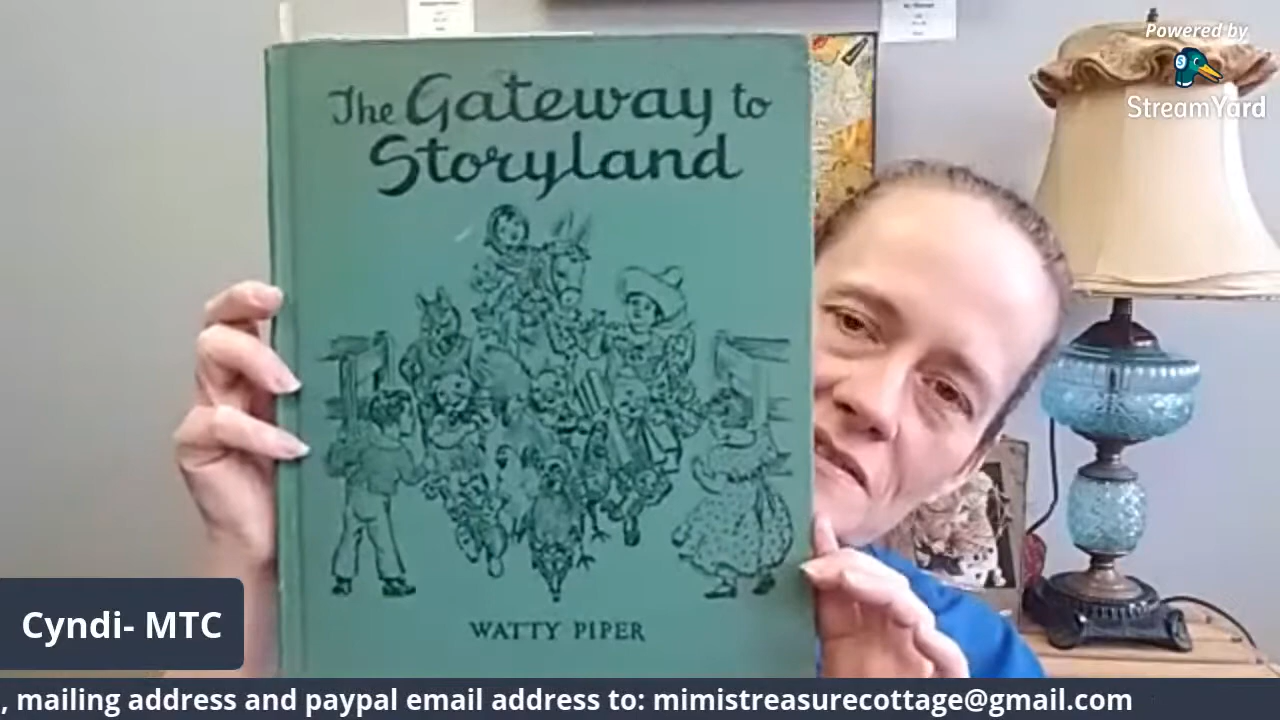 The Gateway to
Storyland
WATTY PIPER
Powered by
StreamYard
Cyndi- MTC
, mailing address and paypal email address to: mimistreasurecottage@gmail.com